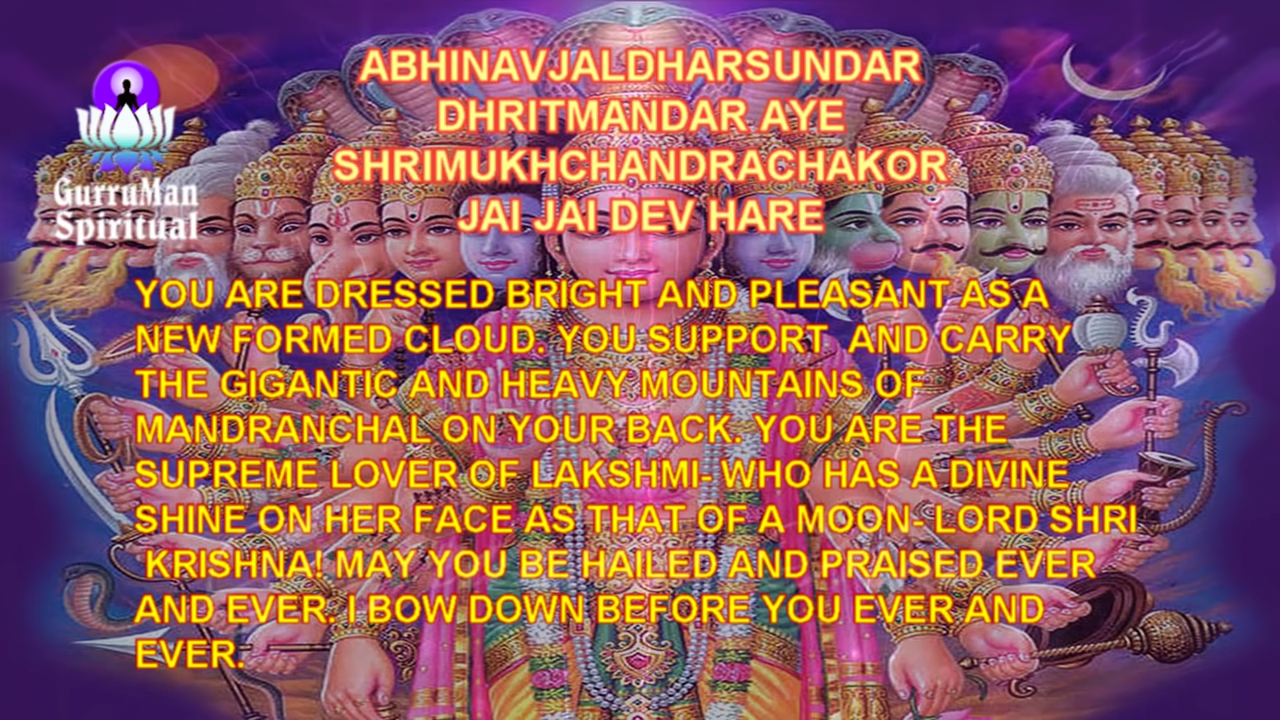 ABHINAVJALDHARSUNDAR
DHRITMANDAR AYE
SHRIMUKHCHANDRACHAKOR
JAI JAI DEV HARE
GurruMan
Spiritual
YOU ARE DRESSED BRIGHT AND PLEASANT AS A
NEW FORMED CLOUD. YOU SUPPORT  AND CARRY
THE GIGANTIC AND HEAVY MOUNTAINS OF
MANDRANCHAL ON YOUR BACK. YOU ARE THE
SUPREME LOVER OF LAKSHMI- WHO HAS A DIVINE
SHINE ON HER FACE AS THAT OF A MOON- LORD SHRI
KRISHNA! MAY YOU BE HAILED AND PRAISED EVER
AND EVER. I BOW DOWN BEFORE YOU EVER AND
EVER.